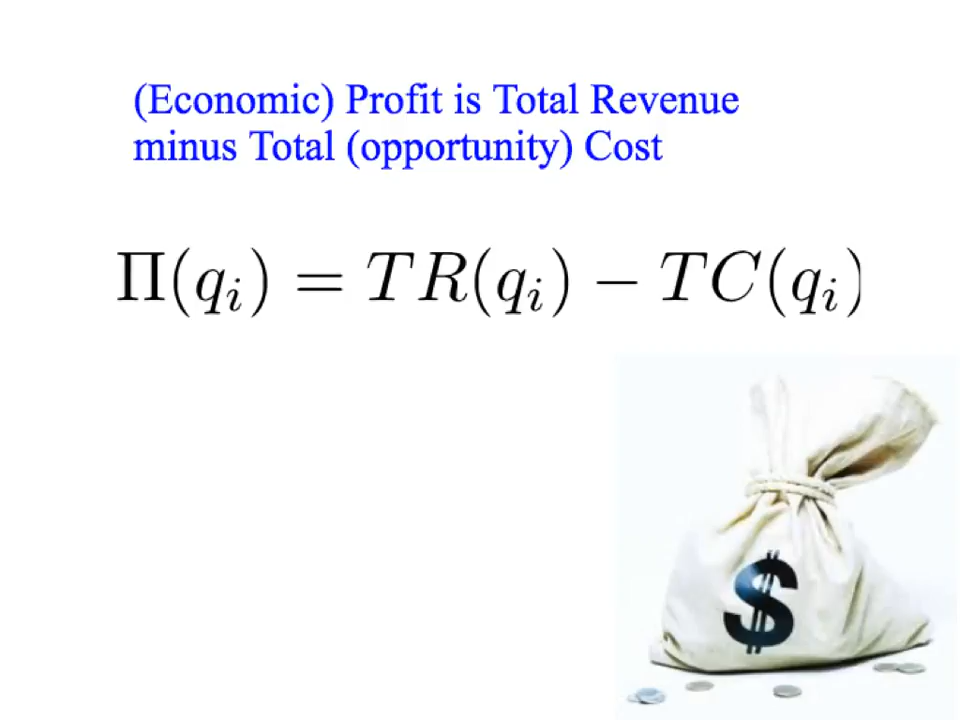 (Economic) Profit is Total Revenue
minus Total (opportunity) Cost
Π(qᵢ) = TR(qᵢ) − TC(qᵢ)
$